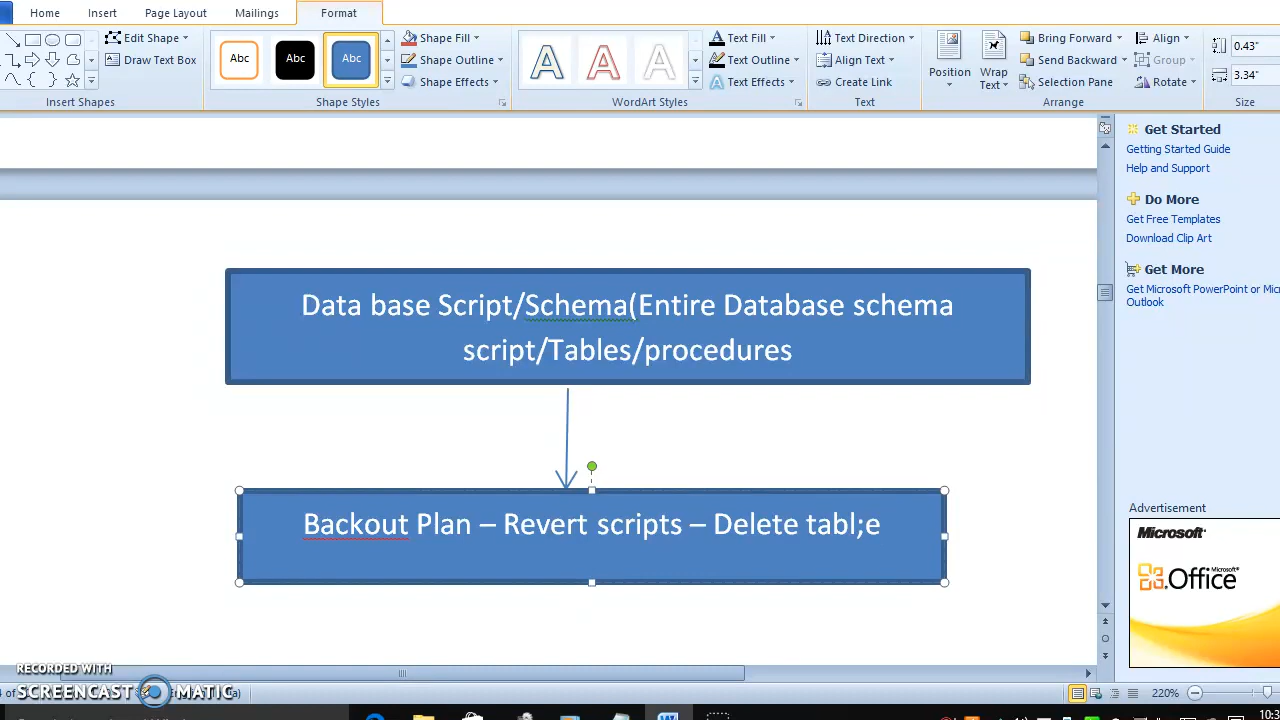 Home Insert Page Layout Mailings Format
Edit Shape Abc Abc Abc Shape Fill A A A Text Fill Text Direction Bring Forward Align 0.43"
Draw Text Box Shape Outline Text Outline Align Text Position Wrap Text Send Backward Group
Shape Effects Text Effects Create Link Selection Pane Rotate 3.34"
Insert Shapes Shape Styles WordArt Styles Text Arrange Size
Get Started
Getting Started Guide
Help and Support
Do More
Get Free Templates
Download Clip Art
Get More
Get Microsoft PowerPoint or Mic
Outlook
Data base Script/Schema(Entire Database schema
script/Tables/procedures
Backout Plan – Revert scripts – Delete tabl;e
Advertisement
Microsoft
Microsoft
Office
RECORDED WITH
SCREENCAST MATIC
220%
10:3